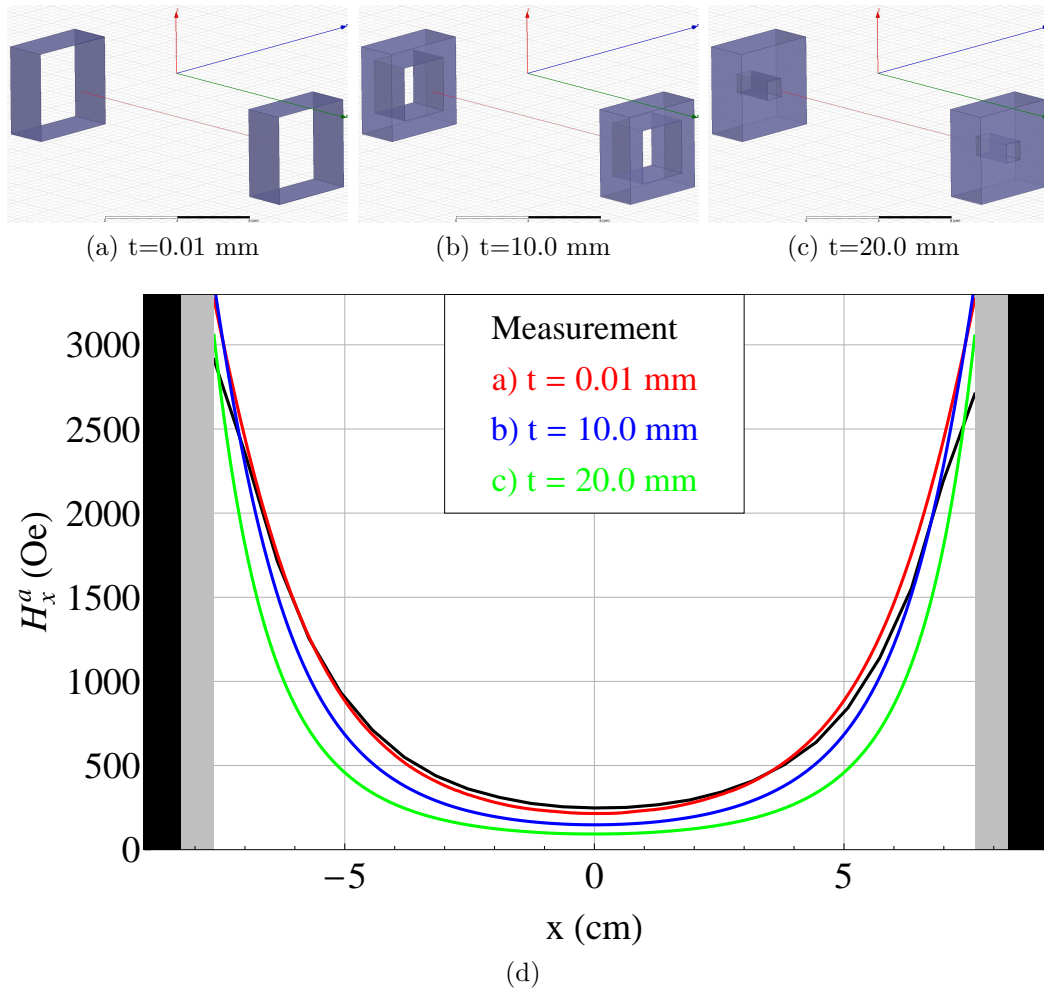 (a) t=0.01 mm
(b) t=10.0 mm
(c) t=20.0 mm
Measurement
a) t = 0.01 mm
b) t = 10.0 mm
c) t = 20.0 mm
H_x^a (Oe)
3000
2500
2000
1500
1000
500
0
−5
0
5
x (cm)
(d)